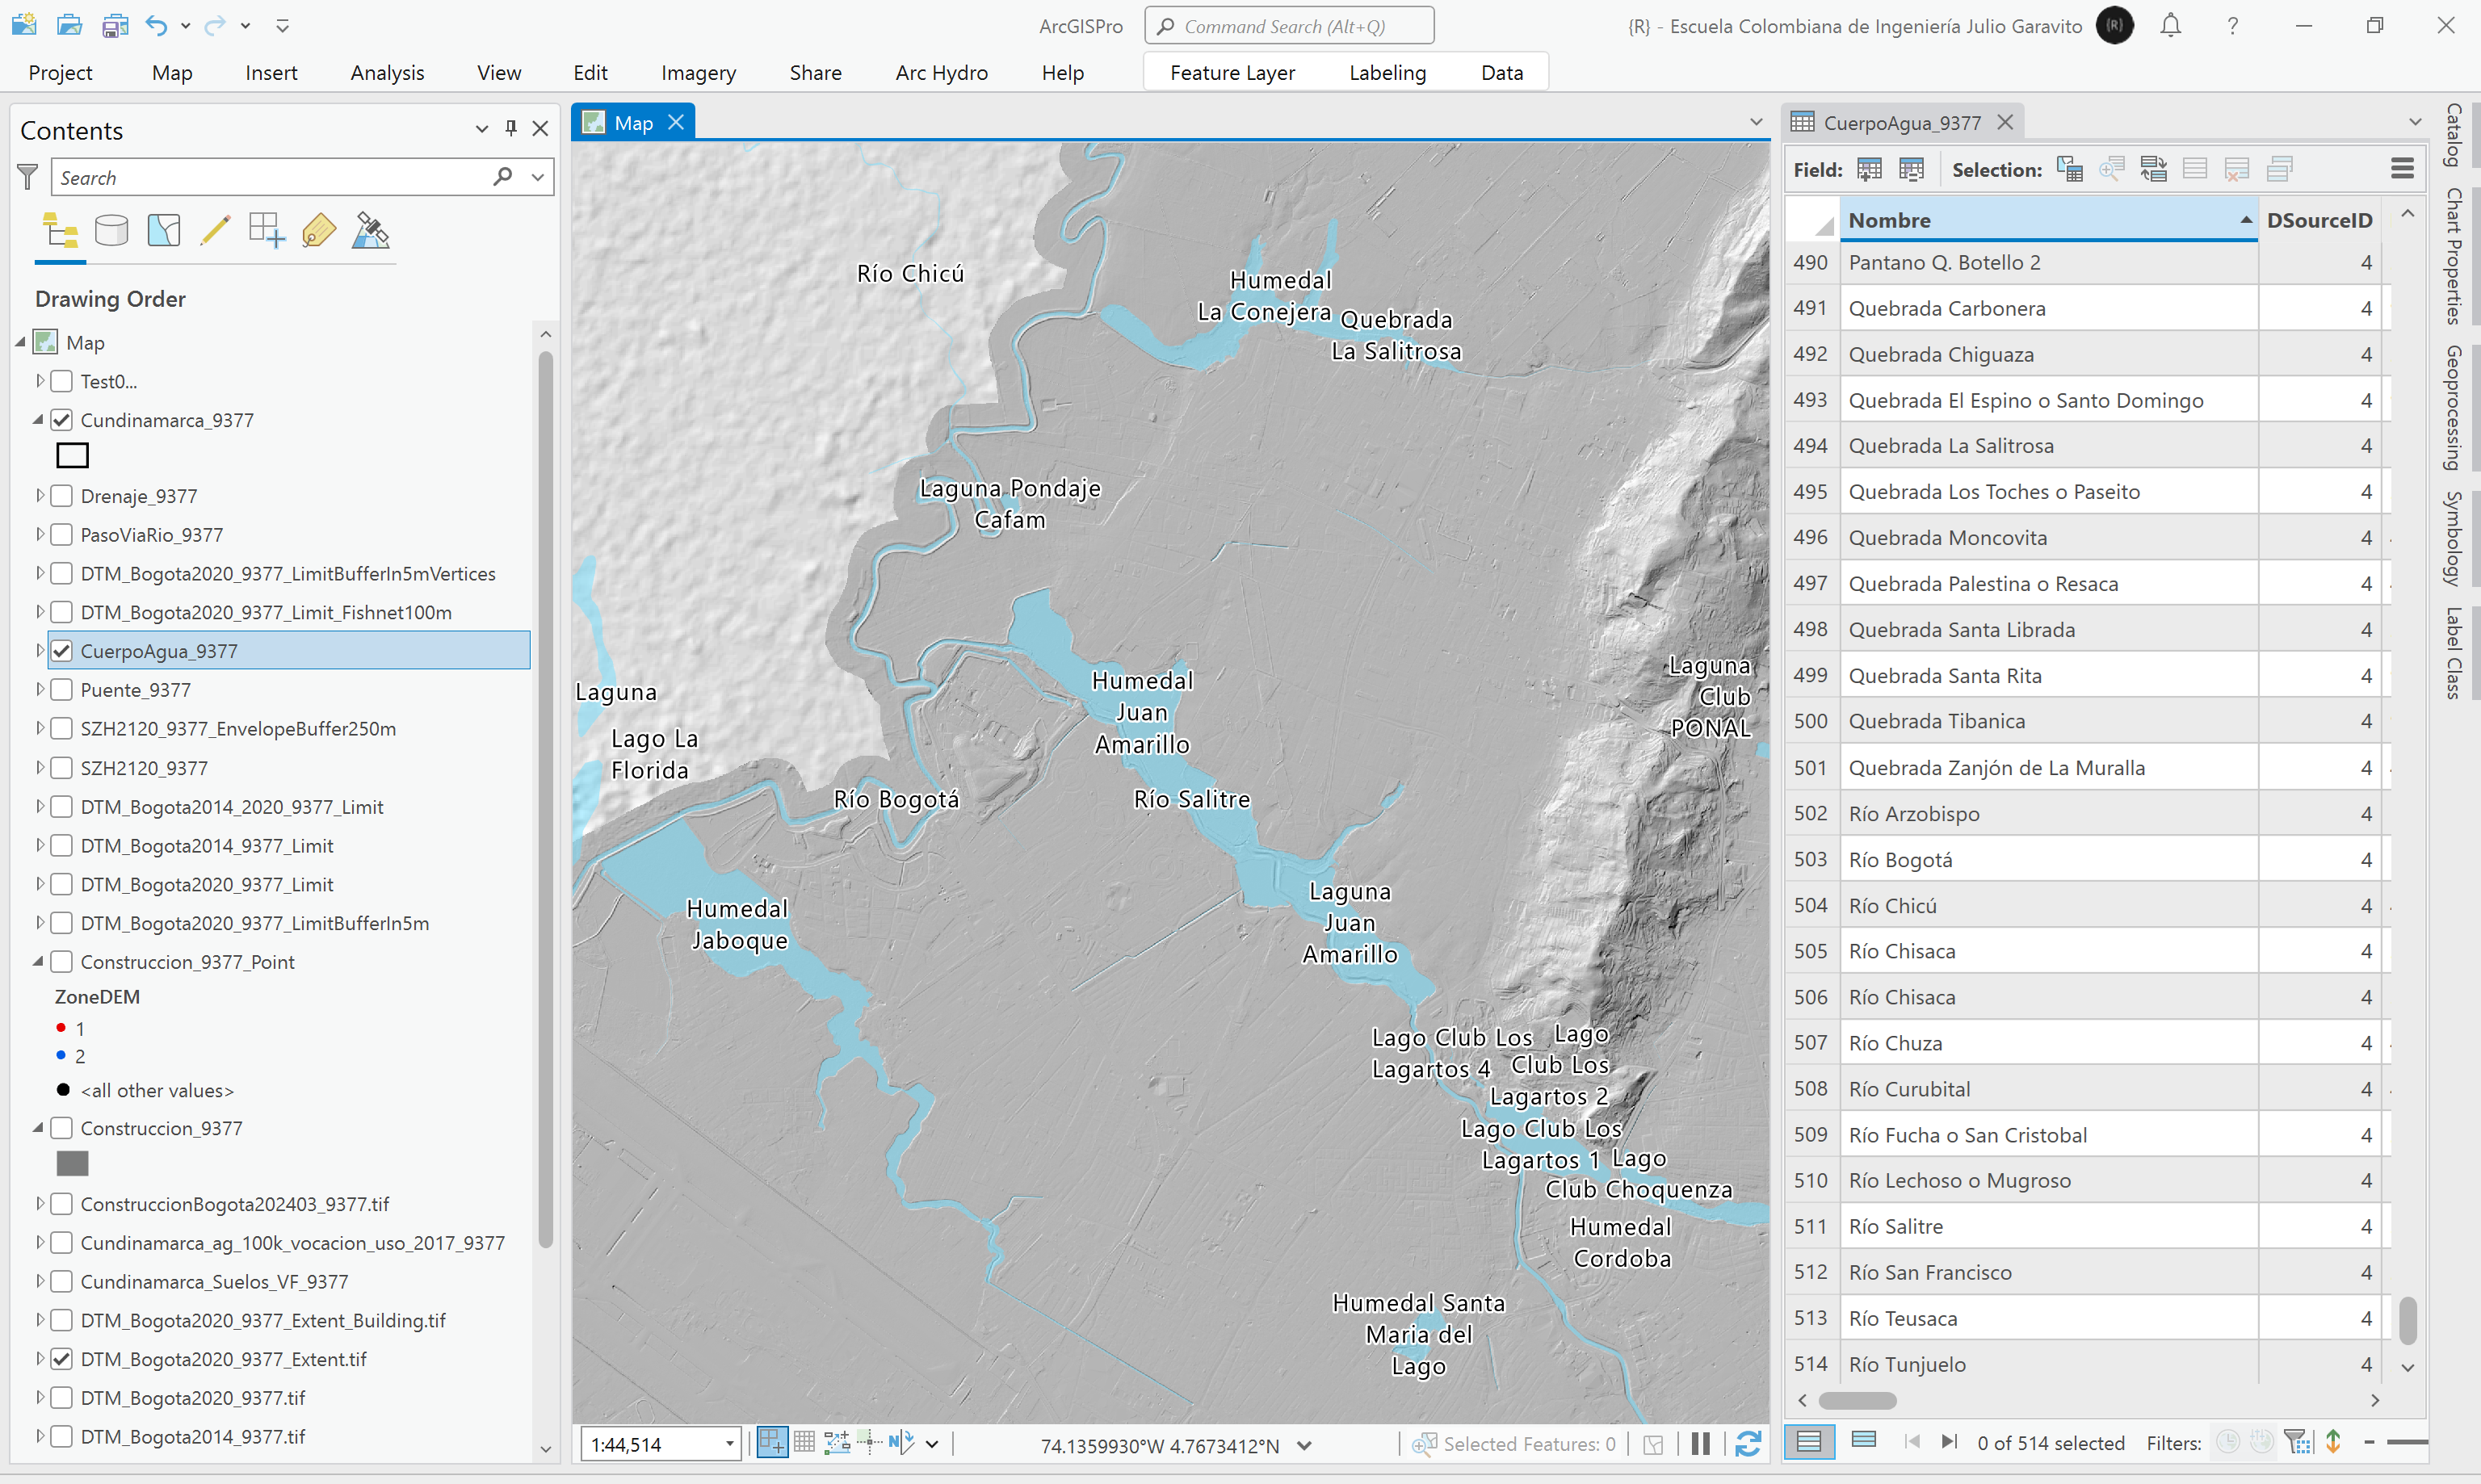 ArcGISPro
Command Search (Alt+Q)
{R} - Escuela Colombiana de Ingeniería Julio Garavito
{R}
?
Project
Map
Insert
Analysis
View
Edit
Imagery
Share
Arc Hydro
Help
Feature Layer
Labeling
Data
Contents
Search
Drawing Order
Map
Test0...
Cundinamarca_9377
Drenaje_9377
PasoViaRio_9377
DTM_Bogota2020_9377_LimitBufferIn5mVertices
DTM_Bogota2020_9377_Limit_Fishnet100m
CuerpoAgua_9377
Puente_9377
SZH2120_9377_EnvelopeBuffer250m
SZH2120_9377
DTM_Bogota2014_2020_9377_Limit
DTM_Bogota2014_9377_Limit
DTM_Bogota2020_9377_Limit
DTM_Bogota2020_9377_LimitBufferIn5m
Construccion_9377_Point
ZoneDEM
1
2
<all other values>
Construccion_9377
ConstruccionBogota202403_9377.tif
Cundinamarca_ag_100k_vocacion_uso_2017_9377
Cundinamarca_Suelos_VF_9377
DTM_Bogota2020_9377_Extent_Building.tif
DTM_Bogota2020_9377_Extent.tif
DTM_Bogota2020_9377.tif
DTM_Bogota2014_9377.tif
Map
Río Chicú
Humedal
La Conejera
Quebrada
La Salitrosa
Laguna Pondaje
Cafam
Laguna
Lago La
Florida
Humedal
Juan
Amarillo
Laguna
Club
PONAL
Río Bogotá
Río Salitre
Humedal
Jaboque
Laguna
Juan
Amarillo
Lago Club Los
Lagartos 4
Lago
Club Los
Lagartos 2
Lago Club Los
Lagartos 1
Lago
Club Choquenza
Humedal
Cordoba
Humedal Santa
Maria del
Lago
1:44,514
N
74.1359930°W 4.7673412°N
Selected Features: 0
CuerpoAgua_9377
Field:
Selection:
Nombre DSourceID
490 Pantano Q. Botello 2 4
491 Quebrada Carbonera 4
492 Quebrada Chiguaza 4
493 Quebrada El Espino o Santo Domingo 4
494 Quebrada La Salitrosa 4
495 Quebrada Los Toches o Paseito 4
496 Quebrada Moncovita 4
497 Quebrada Palestina o Resaca 4
498 Quebrada Santa Librada 4
499 Quebrada Santa Rita 4
500 Quebrada Tibanica 4
501 Quebrada Zanjón de La Muralla 4
502 Río Arzobispo 4
503 Río Bogotá 4
504 Río Chicú 4
505 Río Chisaca 4
506 Río Chisaca 4
507 Río Chuza 4
508 Río Curubital 4
509 Río Fucha o San Cristobal 4
510 Río Lechoso o Mugroso 4
511 Río Salitre 4
512 Río San Francisco 4
513 Río Teusaca 4
514 Río Tunjuelo 4
0 of 514 selected
Filters:
Catalog
Chart Properties
Geoprocessing
Symbology
Label Class